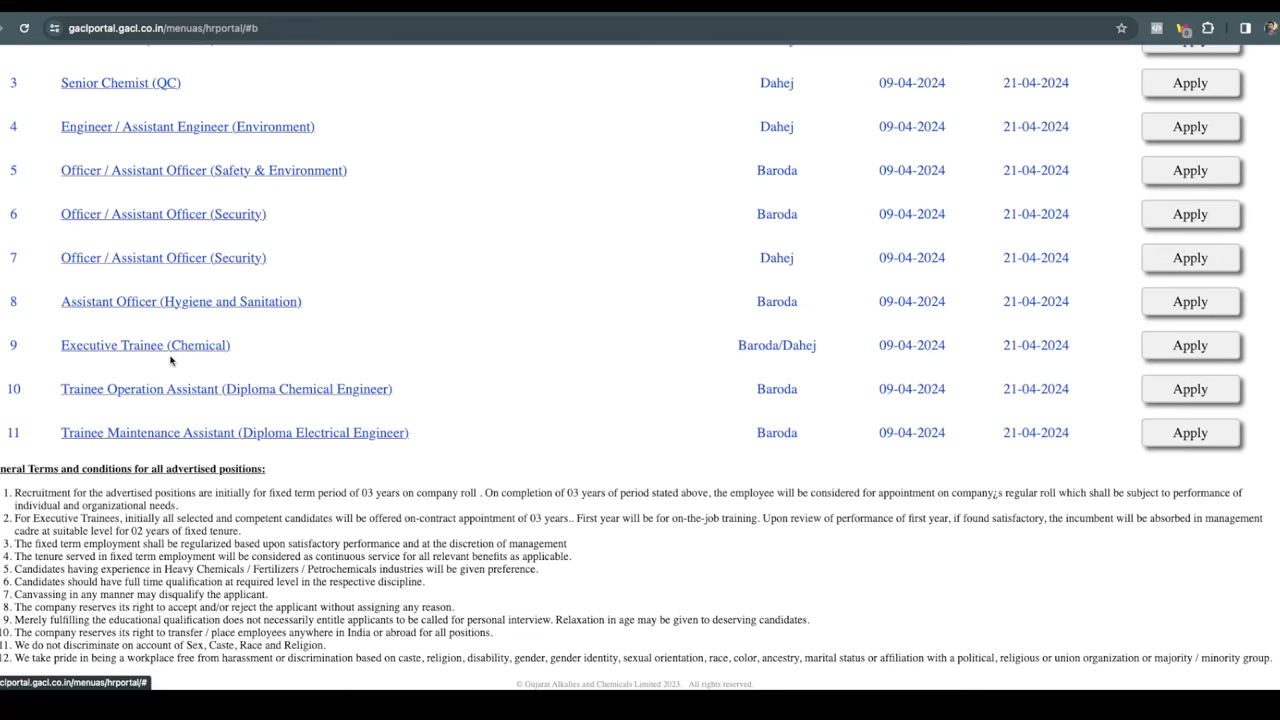 gaclportal.gacl.co.in/menuas/hrportal/#b
3 Senior Chemist (QC) Dahej 09-04-2024 21-04-2024 Apply
4 Engineer / Assistant Engineer (Environment) Dahej 09-04-2024 21-04-2024 Apply
5 Officer / Assistant Officer (Safety & Environment) Baroda 09-04-2024 21-04-2024 Apply
6 Officer / Assistant Officer (Security) Baroda 09-04-2024 21-04-2024 Apply
7 Officer / Assistant Officer (Security) Dahej 09-04-2024 21-04-2024 Apply
8 Assistant Officer (Hygiene and Sanitation) Baroda 09-04-2024 21-04-2024 Apply
9 Executive Trainee (Chemical) Baroda/Dahej 09-04-2024 21-04-2024 Apply
10 Trainee Operation Assistant (Diploma Chemical Engineer) Baroda 09-04-2024 21-04-2024 Apply
11 Trainee Maintenance Assistant (Diploma Electrical Engineer) Baroda 09-04-2024 21-04-2024 Apply
neral Terms and conditions for all advertised positions:
1. Recruitment for the advertised positions are initially for fixed term period of 03 years on company roll . On completion of 03 years of period stated above, the employee will be considered for appointment on company¿s regular roll which shall be subject to performance of
individual and organizational needs.
2. For Executive Trainees, initially all selected and competent candidates will be offered on-contract appointment of 03 years.. First year will be for on-the-job training. Upon review of performance of first year, if found satisfactory, the incumbent will be absorbed in management
cadre at suitable level for 02 years of fixed tenure.
3. The fixed term employment shall be regularized based upon satisfactory performance and at the discretion of management
4. The tenure served in fixed term employment will be considered as continuous service for all relevant benefits as applicable.
5. Candidates having experience in Heavy Chemicals / Fertilizers / Petrochemicals industries will be given preference.
6. Candidates should have full time qualification at required level in the respective discipline.
7. Canvassing in any manner may disqualify the applicant.
8. The company reserves its right to accept and/or reject the applicant without assigning any reason.
9. Merely fulfilling the educational qualification does not necessarily entitle applicants to be called for personal interview. Relaxation in age may be given to deserving candidates.
10. The company reserves its right to transfer / place employees anywhere in India or abroad for all positions.
11. We do not discriminate on account of Sex, Caste, Race and Religion.
12. We take pride in being a workplace free from harassment or discrimination based on caste, religion, disability, gender, gender identity, sexual orientation, race, color, ancestry, marital status or affiliation with a political, religious or union organization or majority / minority group.
clportal.gacl.co.in/menuas/hrportal/#
© Gujarat Alkalies and Chemicals Limited 2023. All rights reserved.